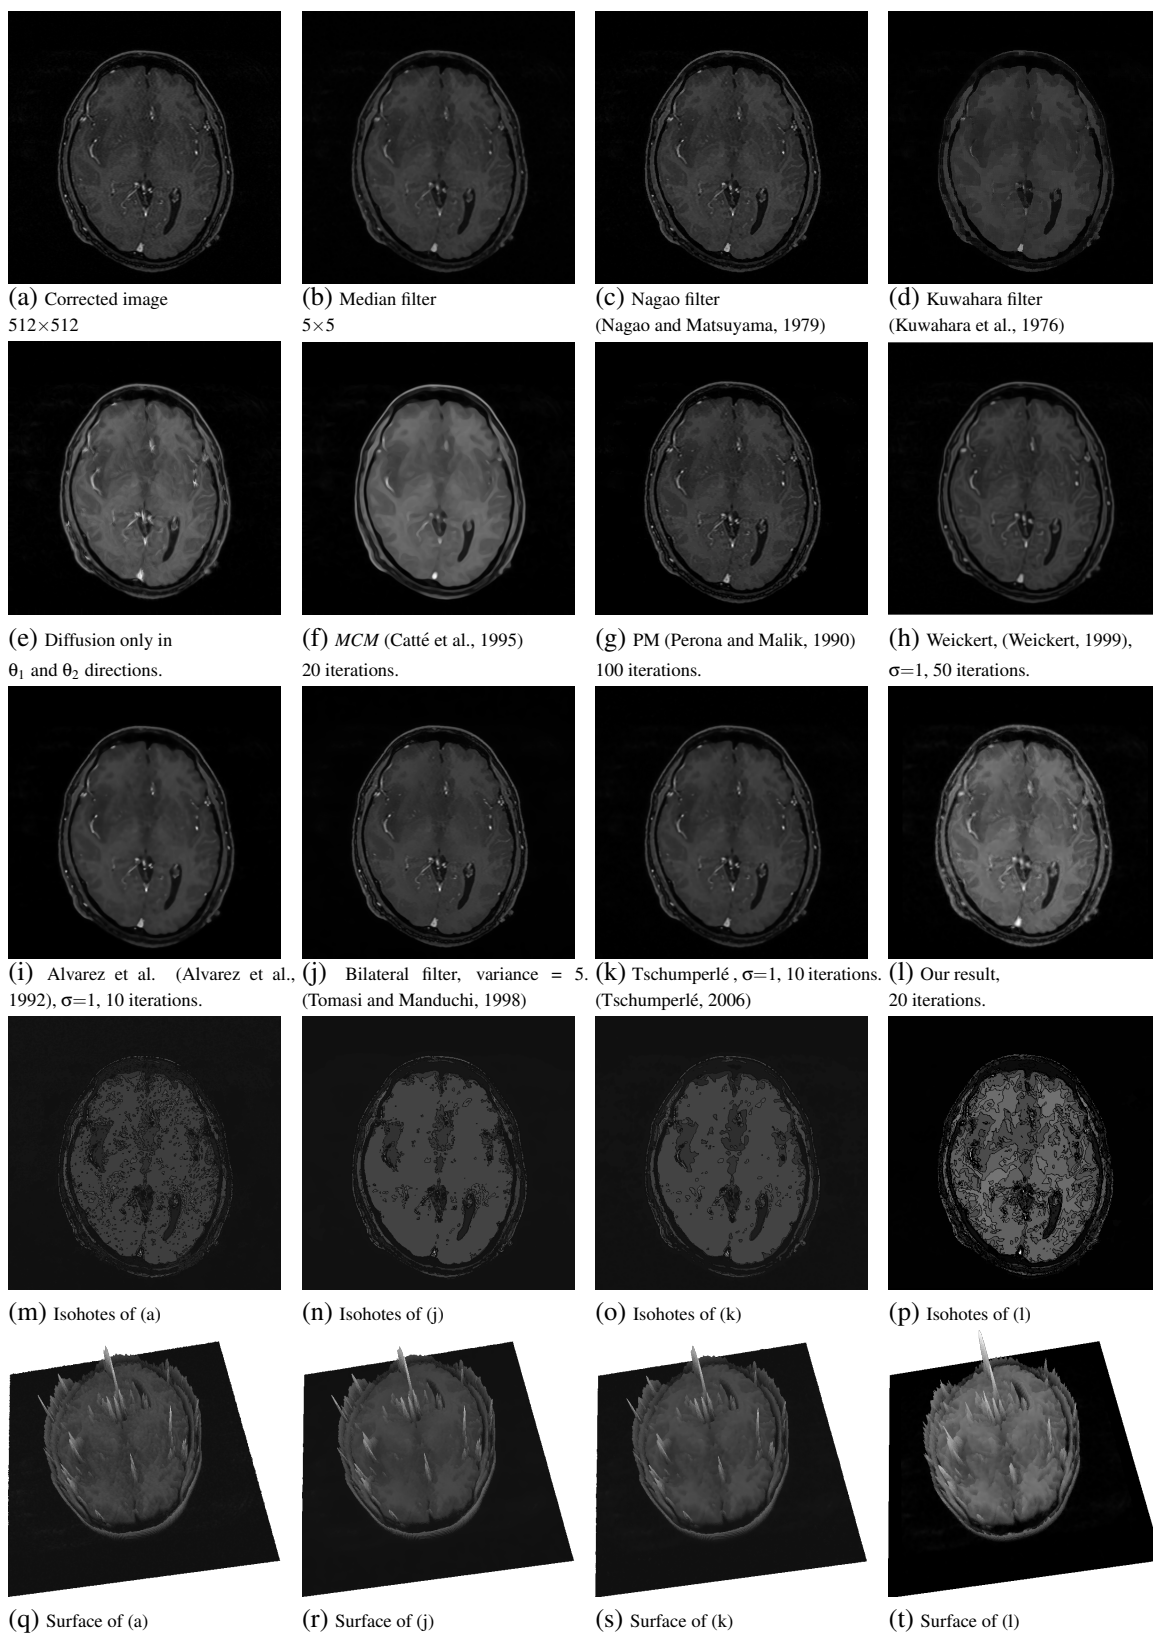 (a) Corrected image
512×512
(b) Median filter
5×5
(c) Nagao filter
(Nagao and Matsuyama, 1979)
(d) Kuwahara filter
(Kuwahara et al., 1976)
(e) Diffusion only in
θ1 and θ2 directions.
(f) MCM (Catté et al., 1995)
20 iterations.
(g) PM (Perona and Malik, 1990)
100 iterations.
(h) Weickert, (Weickert, 1999),
σ=1, 50 iterations.
(i) Alvarez et al. (Alvarez et al.,
1992), σ=1, 10 iterations.
(j) Bilateral filter, variance = 5.
(Tomasi and Manduchi, 1998)
(k) Tschumperlé , σ=1, 10 iterations.
(Tschumperlé, 2006)
(l) Our result,
20 iterations.
(m) Isohotes of (a)
(n) Isohotes of (j)
(o) Isohotes of (k)
(p) Isohotes of (l)
(q) Surface of (a)
(r) Surface of (j)
(s) Surface of (k)
(t) Surface of (l)